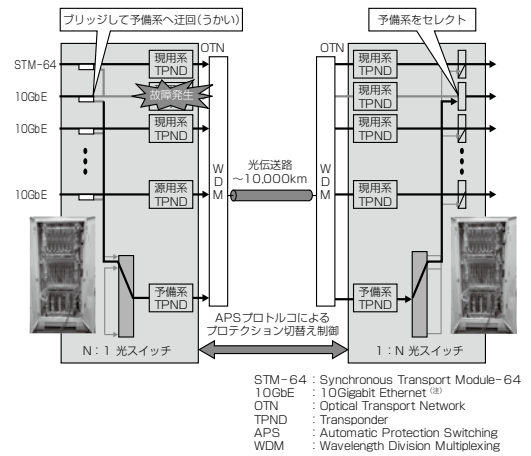 ブリッジして予備系へ迂回(うかい)
予備系をセレクト
OTN
OTN
STM-64
現用系
TPND
現用系
TPND
10GbE
故障発生
現用系
TPND
10GbE
現用系
TPND
現用系
TPND
WDM
光伝送路
~10,000km
WDM
10GbE
源用系
TPND
現用系
TPND
予備系
TPND
予備系
TPND
APSプロトルコによる
プロテクション切替え制御
N:1 光スイッチ
1:N 光スイッチ
STM-64 : Synchronous Transport Module-64
10GbE : 10Gigabit Ethernet (注)
OTN : Optical Transport Network
TPND : Transponder
APS : Automatic Protection Switching
WDM : Wavelength Division Multiplexing